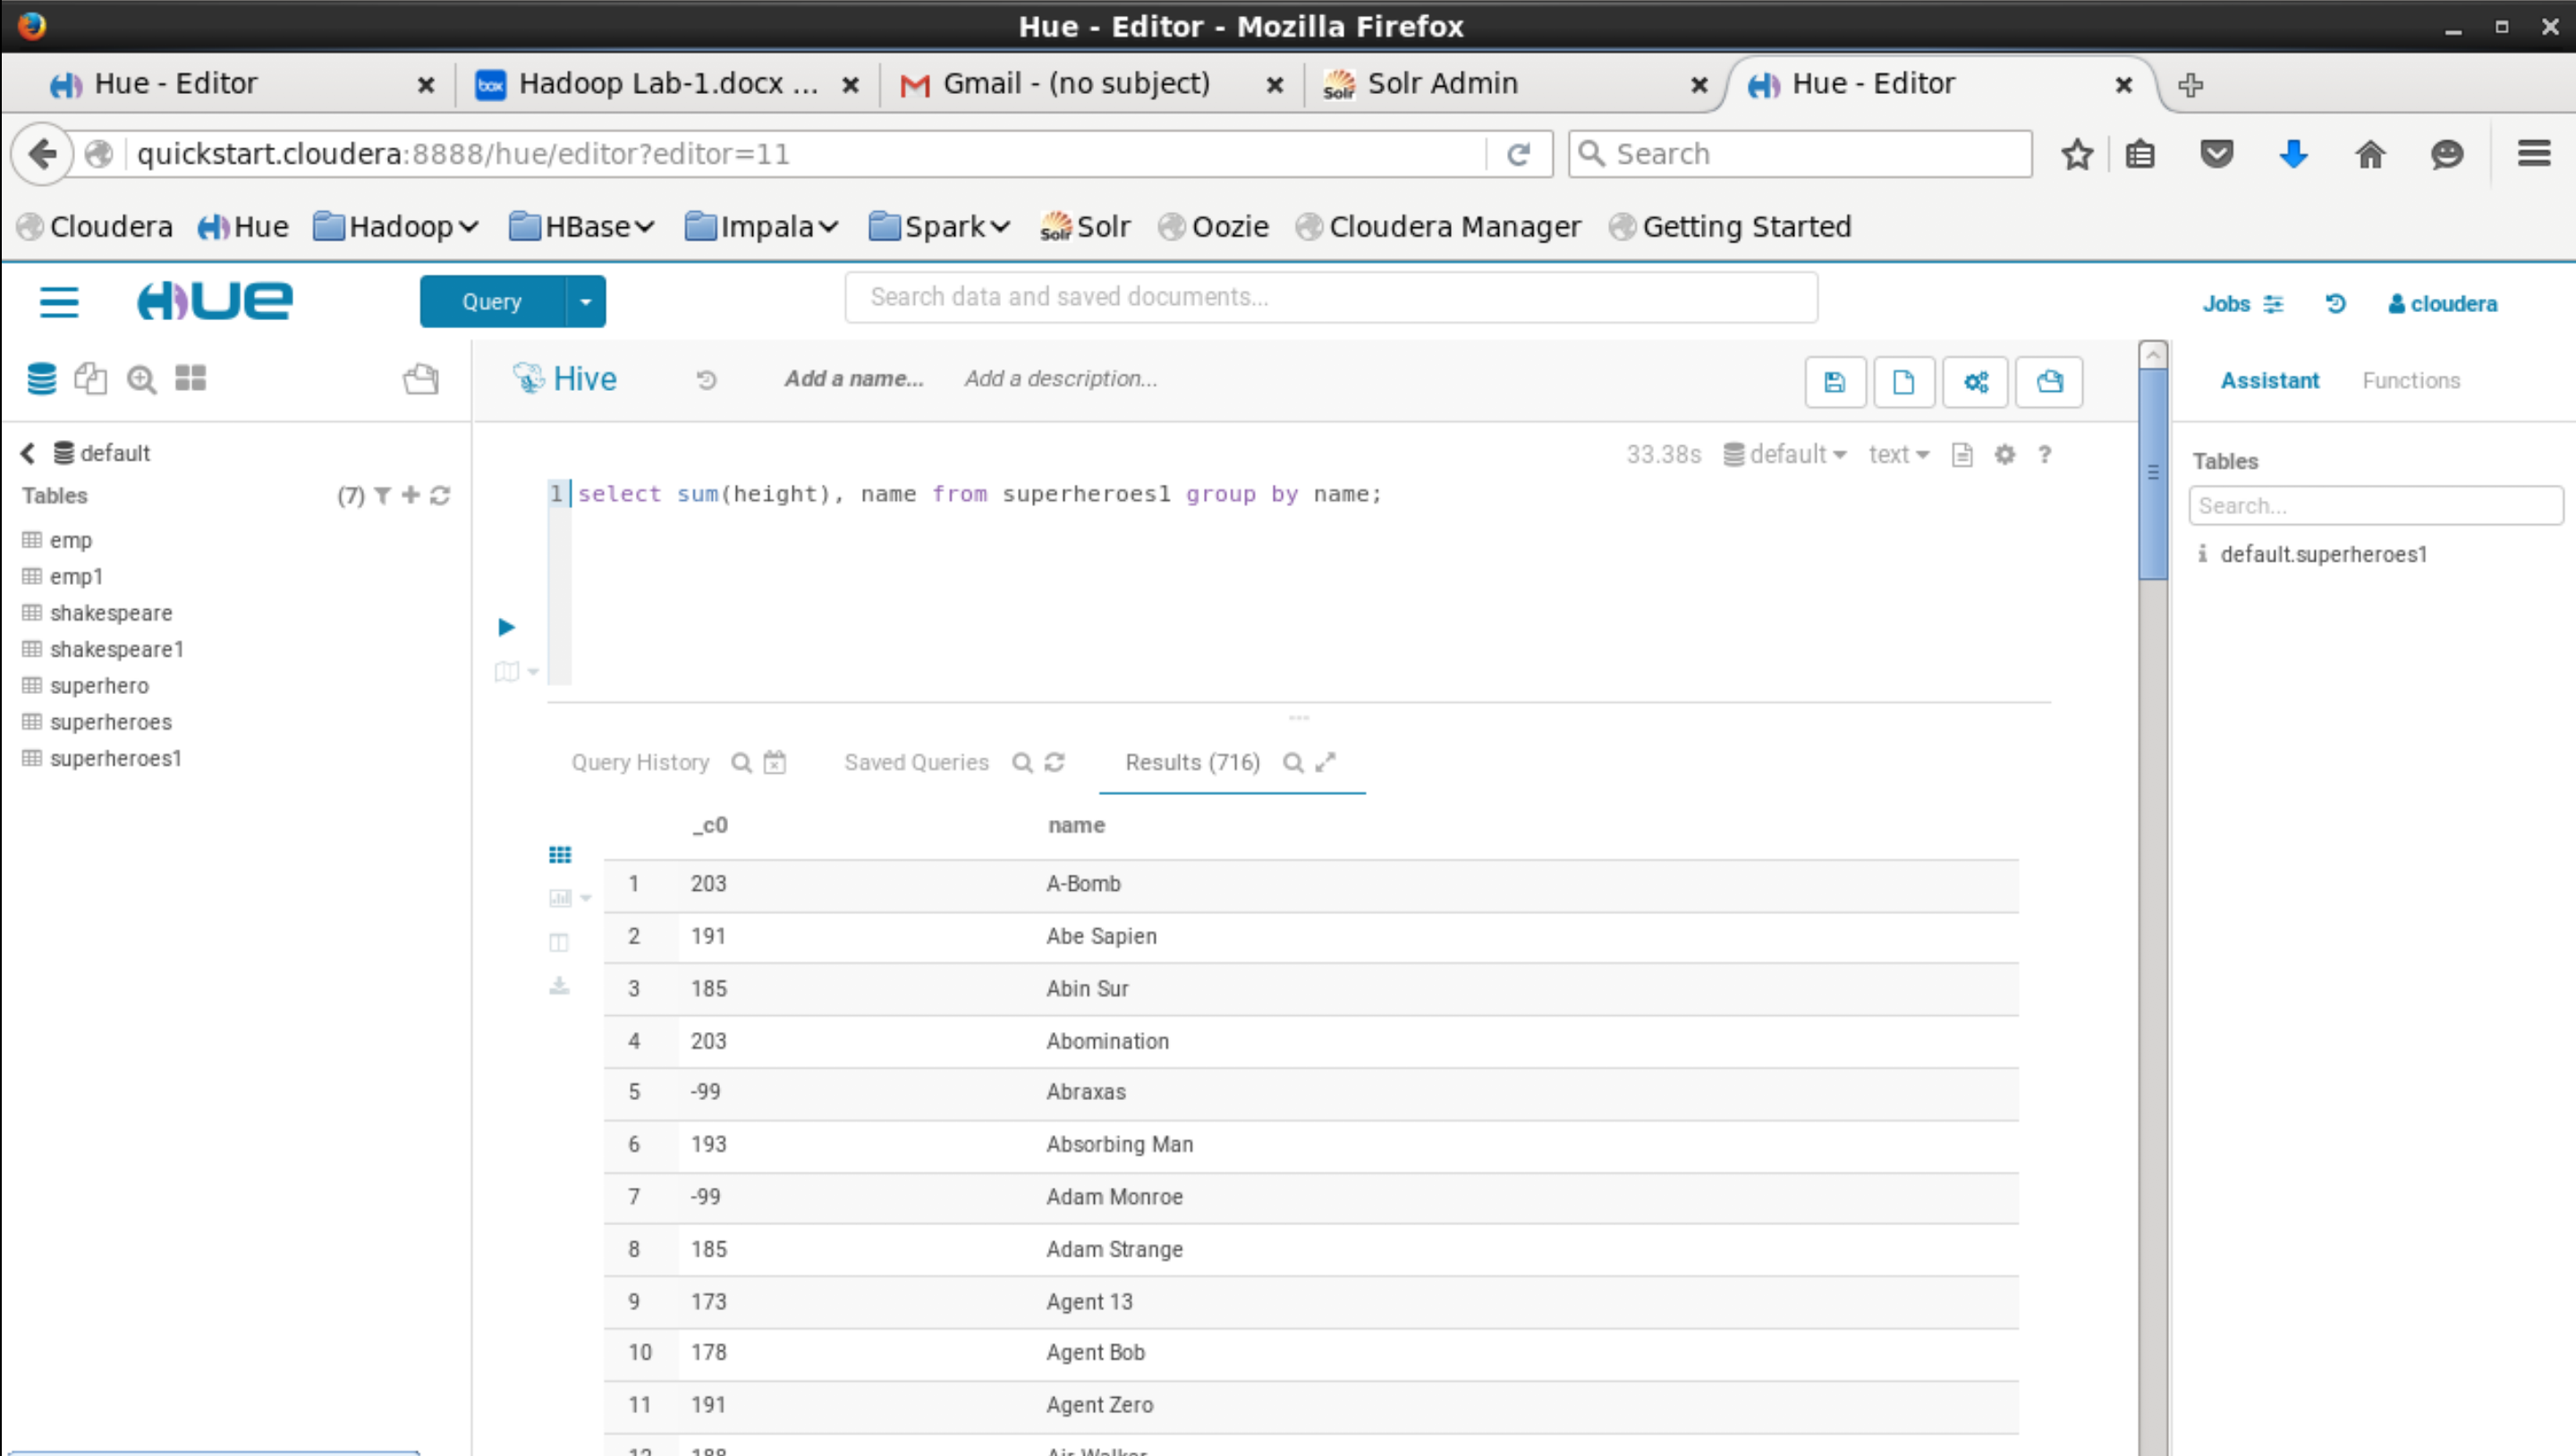 Hue - Editor - Mozilla Firefox
Hue - Editor
Hadoop Lab-1.docx ...
Gmail - (no subject)
Solr Admin
Hue - Editor
quickstart.cloudera:8888/hue/editor?editor=11
Search
Cloudera Hue Hadoop HBase Impala Spark Solr Oozie Cloudera Manager Getting Started
HUE
Query
Search data and saved documents...
Jobs
cloudera
Hive
Add a name...
Add a description...
Assistant
Functions
default
33.38s default text ?
Tables
Tables (7)
1 select sum(height), name from superheroes1 group by name;
Search...
emp
default.superheroes1
emp1
shakespeare
shakespeare1
superhero
superheroes
superheroes1
Query History
Saved Queries
Results (716)
_c0 name
1 203 A-Bomb
2 191 Abe Sapien
3 185 Abin Sur
4 203 Abomination
5 -99 Abraxas
6 193 Absorbing Man
7 -99 Adam Monroe
8 185 Adam Strange
9 173 Agent 13
10 178 Agent Bob
11 191 Agent Zero
12 188 Air-Walker